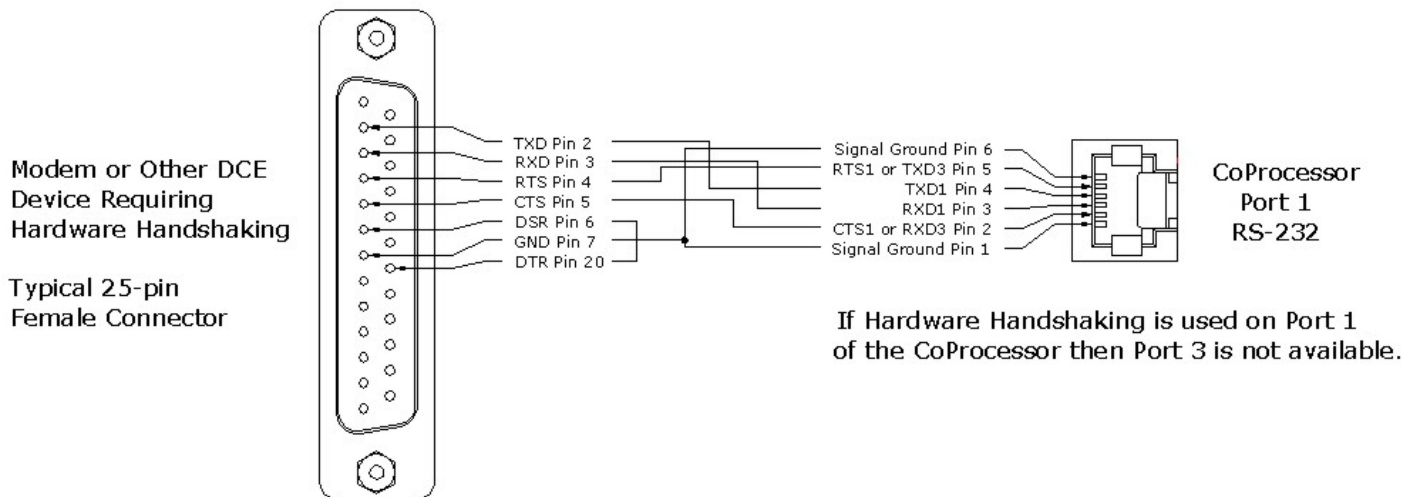 Modem or Other DCE
Device Requiring
Hardware Handshaking
Typical 25-pin
Female Connector
TXD Pin 2
RXD Pin 3
RTS Pin 4
CTS Pin 5
DSR Pin 6
GND Pin 7
DTR Pin 20
Signal Ground Pin 6
RTS1 or TXD3 Pin 5
TXD1 Pin 4
RXD1 Pin 3
CTS1 or RXD3 Pin 2
Signal Ground Pin 1
CoProcessor
Port 1
RS-232
If Hardware Handshaking is used on Port 1
of the CoProcessor then Port 3 is not available.